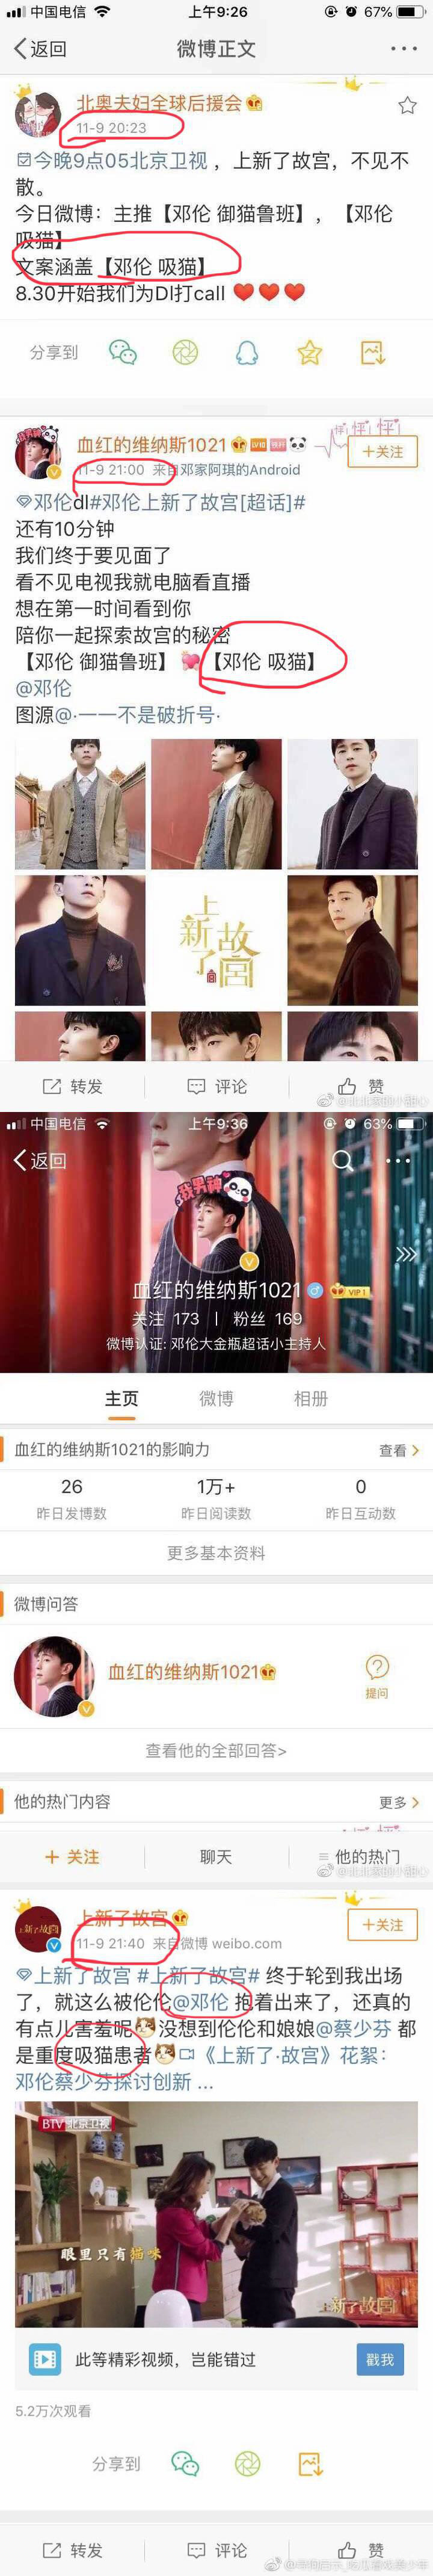 中国电信
上午9:26
67%
返回
微博正文
北奥夫妇全球后援会
11-9 20:23
今晚9点05北京卫视，上新了故宫，不见不
散。
今日微博：主推【邓伦 御猫鲁班】，【邓伦
吸猫】
文案涵盖【邓伦 吸猫】
8.30开始我们为Dl打call
分享到
血红的维纳斯1021
+关注
11-9 21:00 来自邓家阿琪的Android
邓伦dl#邓伦上新了故宫[超话]#
还有10分钟
我们终于要见面了
看不见电视我就电脑看直播
想在第一时间看到你
陪你一起探索故宫的秘密
【邓伦 御猫鲁班】【邓伦 吸猫】
@邓伦
图源@·一一不是破折号·
上新了故宫
转发
评论
赞
中国电信
上午9:36
63%
返回
我男神
血红的维纳斯1021
VIP 1
关注 173 | 粉丝 169
微博认证: 邓伦大金瓶超话小主持人
主页
微博
相册
血红的维纳斯1021的影响力
查看
26
1万+
0
昨日发博数
昨日阅读数
昨日互动数
更多基本资料
微博问答
血红的维纳斯1021
提问
查看他的全部回答>
他的热门内容
更多
+ 关注
聊天
他的热门
上新了故宫
+关注
11-9 21:40 来自微博 weibo.com
上新了故宫 #上新了故宫# 终于轮到我出场
了，就这么被伦伦@邓伦 抱着出来了，还真的
有点儿害羞呢没想到伦伦和娘娘@蔡少芬 都
是重度吸猫患者《上新了·故宫》花絮：
邓伦蔡少芬探讨创新 ...
BTV 北京卫视
眼里只有猫咪
上新了故宫
此等精彩视频，岂能错过
戳我
5.2万次观看
分享到
转发
评论
赞